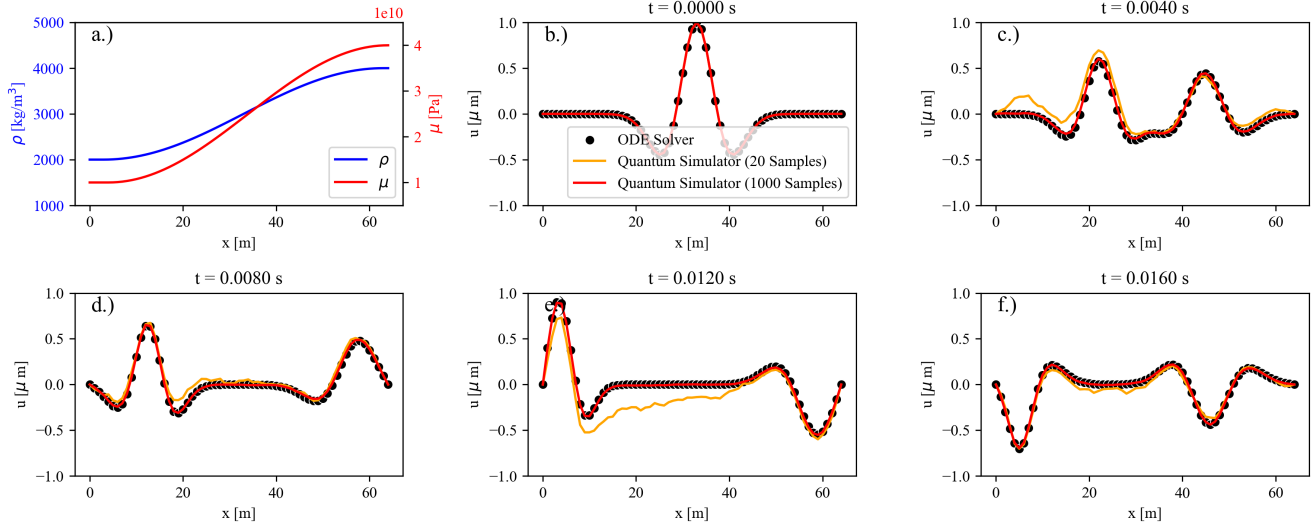 a.)
1e10
5000
4000
3000
2000
1000
ρ [kg/m³]
4
3
2
1
μ [Pa]
ρ
μ
0 20 40 60
x [m]
t = 0.0000 s
b.)
1.0
0.5
0.0
−0.5
−1.0
u [μ m]
ODE Solver
Quantum Simulator (20 Samples)
Quantum Simulator (1000 Samples)
0 20 40 60
x [m]
t = 0.0040 s
c.)
1.0
0.5
0.0
−0.5
−1.0
u [μ m]
0 20 40 60
x [m]
t = 0.0080 s
d.)
1.0
0.5
0.0
−0.5
−1.0
u [μ m]
0 20 40 60
x [m]
t = 0.0120 s
e.)
1.0
0.5
0.0
−0.5
−1.0
u [μ m]
0 20 40 60
x [m]
t = 0.0160 s
f.)
1.0
0.5
0.0
−0.5
−1.0
u [μ m]
0 20 40 60
x [m]